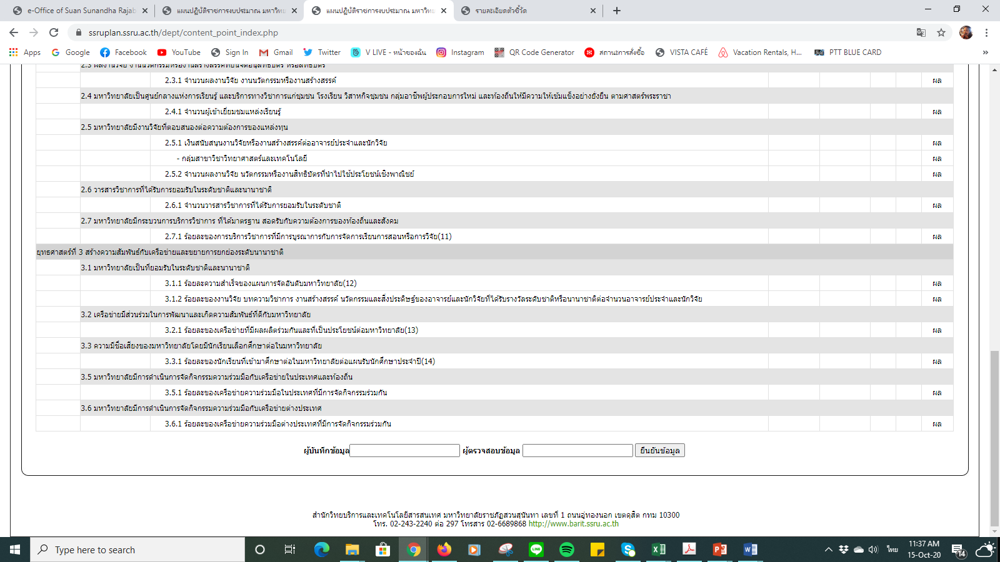 e-Office of Suan Sunandha Rajab
แผนปฏิบัติราชการงบประมาณ มหาวิทย
แผนปฏิบัติราชการงบประมาณ มหาวิทย
รายละเอียดตัวชี้วัด
ssruplan.ssru.ac.th/dept/content_point_index.php
Apps Google Facebook YouTube Sign In Gmail Twitter V LIVE - หน้าของฉัน Instagram QR Code Generator สถานะการสั่งซื้อ VISTA CAFÉ Vacation Rentals, H... PTT BLUE CARD »
2.3 ผลงานวิจัย งานนวัตกรรมหรืองานสร้างสรรค์ที่ยื่นจดอนุสิทธิบัตร หรือสิทธิบัตร
2.3.1 จำนวนผลงานวิจัย งานนวัตกรรมหรืองานสร้างสรรค์ ผล
2.4 มหาวิทยาลัยเป็นศูนย์กลางแห่งการเรียนรู้ และบริการทางวิชาการแก่ชุมชน โรงเรียน วิสาหกิจชุมชน กลุ่มอาชีพผู้ประกอบการใหม่ และท้องถิ่นให้มีความให้เข้มแข็งอย่างยั่งยืน ตามศาสตร์พระราชา
2.4.1 จำนวนผู้เข้าเยี่ยมชมแหล่งเรียนรู้ ผล
2.5 มหาวิทยาลัยมีงานวิจัยที่ตอบสนองต่อความต้องการของแหล่งทุน
2.5.1 เงินสนับสนุนงานวิจัยหรืองานสร้างสรรค์ต่ออาจารย์ประจำและนักวิจัย ผล
- กลุ่มสาขาวิชาวิทยาศาสตร์และเทคโนโลยี ผล
2.5.2 จำนวนผลงานวิจัย นวัตกรรมหรืองานสิทธิบัตรที่นำไปใช้ประโยชน์เชิงพาณิชย์ ผล
2.6 วารสารวิชาการที่ได้รับการยอมรับในระดับชาติและนานาชาติ
2.6.1 จำนวนวารสารวิชาการที่ได้รับการยอมรับในระดับชาติ ผล
2.7 มหาวิทยาลัยมีกระบวนการบริการวิชาการ ที่ได้มาตรฐาน สอดรับกับความต้องการของท้องถิ่นและสังคม
2.7.1 ร้อยละของการบริการวิชาการที่มีการบูรณาการกับการจัดการเรียนการสอนหรือการวิจัย(11) ผล
ยุทธศาสตร์ที่ 3 สร้างความสัมพันธ์กับเครือข่ายและขยายการยกย่องระดับนานาชาติ
3.1 มหาวิทยาลัยเป็นที่ยอมรับในระดับชาติและนานาชาติ
3.1.1 ร้อยละความสำเร็จของแผนการจัดอันดับมหาวิทยาลัย(12) ผล
3.1.2 ร้อยละของงานวิจัย บทความวิชาการ งานสร้างสรรค์ นวัตกรรมและสิ่งประดิษฐ์ของอาจารย์และนักวิจัยที่ได้รับรางวัลระดับชาติหรือนานาชาติต่อจำนวนอาจารย์ประจำและนักวิจัย ผล
3.2 เครือข่ายมีส่วนร่วมในการพัฒนาและเกิดความสัมพันธ์ที่ดีกับมหาวิทยาลัย
3.2.1 ร้อยละของเครือข่ายที่มีผลผลิตร่วมกันและที่เป็นประโยชน์ต่อมหาวิทยาลัย(13) ผล
3.3 ความมีชื่อเสียงของมหาวิทยาลัยโดยมีนักเรียนเลือกศึกษาต่อในมหาวิทยาลัย
3.3.1 ร้อยละของนักเรียนที่เข้ามาศึกษาต่อในมหาวิทยาลัยต่อแผนรับนักศึกษาประจำปี(14) ผล
3.5 มหาวิทยาลัยมีการดำเนินการจัดกิจกรรมความร่วมมือกับเครือข่ายในประเทศและท้องถิ่น
3.5.1 ร้อยละของเครือข่ายความร่วมมือในประเทศที่มีการจัดกิจกรรมร่วมกัน ผล
3.6 มหาวิทยาลัยมีการดำเนินการจัดกิจกรรมความร่วมมือกับเครือข่ายต่างประเทศ
3.6.1 ร้อยละของเครือข่ายความร่วมมือต่างประเทศที่มีการจัดกิจกรรมร่วมกัน ผล
ผู้บันทึกข้อมูล ผู้ตรวจสอบข้อมูล ยืนยันข้อมูล
สำนักวิทยบริการและเทคโนโลยีสารสนเทศ มหาวิทยาลัยราชภัฏสวนสุนันทา เลขที่ 1 ถนนอู่ทองนอก เขตดุสิต กทม 10300
โทร. 02-243-2240 ต่อ 297 โทรสาร 02-6689868 http://www.barit.ssru.ac.th
Type here to search
ไทย
11:37 AM
15-Oct-20
14